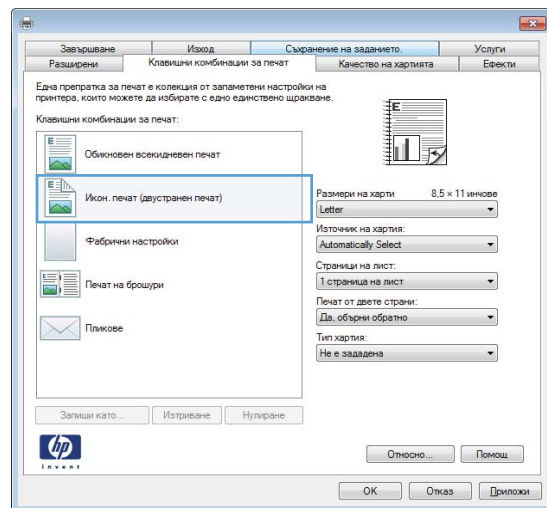 Завършване Изход Съхранение на заданието. Услуги
Разширени Клавишни комбинации за печат Качество на хартията Ефекти
Една препратка за печат е колекция от запаметени настройки на
принтера, които можете да избирате с едно единствено щракване.
Клавишни комбинации за печат:
Обикновен всекидневен печат
Икон. печат (двустранен печат)
Фабрични настройки
Печат на брошури
Пликове
Размери на харти 8,5 × 11 инчове
Letter
Източник на хартия:
Automatically Select
Страници на лист:
1 страница на лист
Печат от двете страни:
Да, обърни обратно
Тип хартия:
Не е зададена
Запиши като... Изтриване Нулиране
hp
invent
Относно... Помощ
OK Отказ Приложи